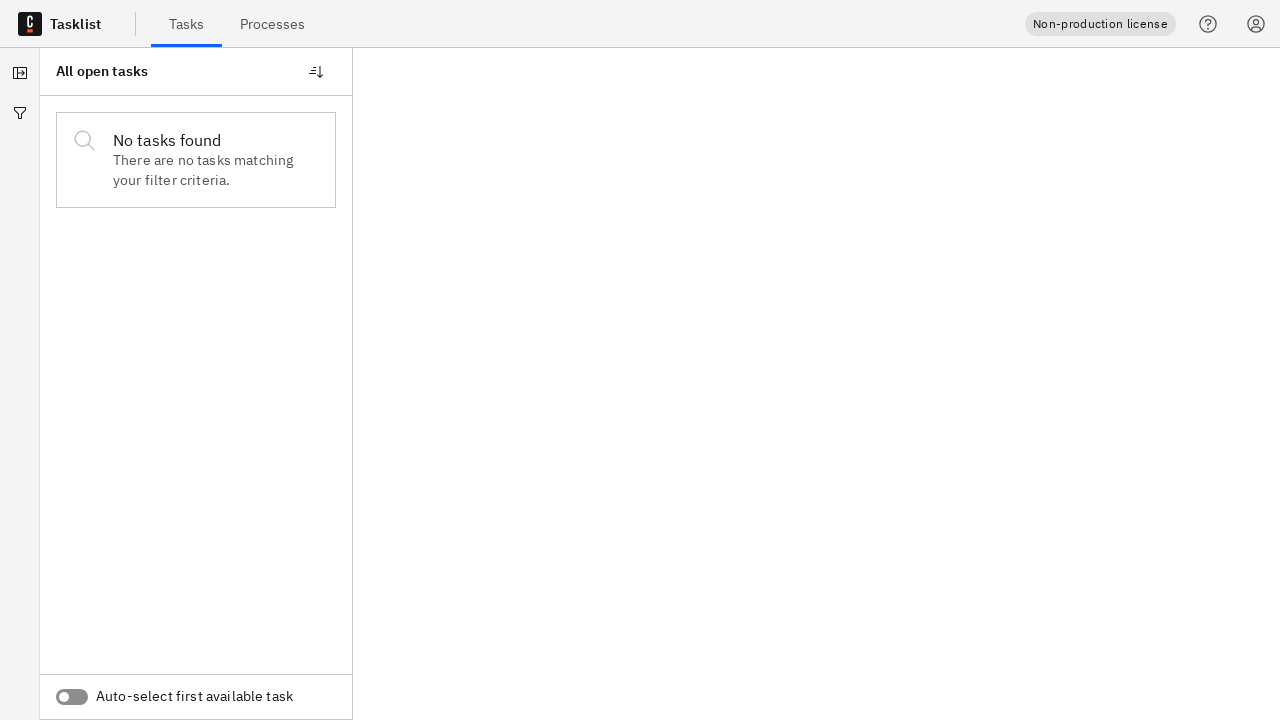 Tasklist
Tasks
Processes
Non-production license
All open tasks
No tasks found
There are no tasks matching
your filter criteria.
Auto-select first available task